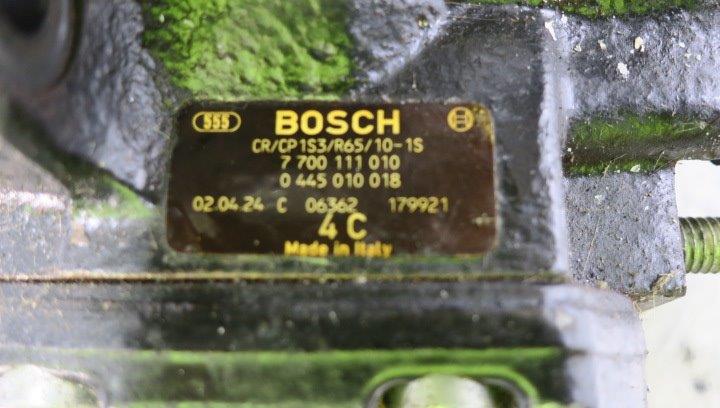 555 BOSCH
CR/CP1S3/R65/10-1S
7 700 111 010
0 445 010 018
02.04.24 C 06362 179921
4 C
Made in Italy